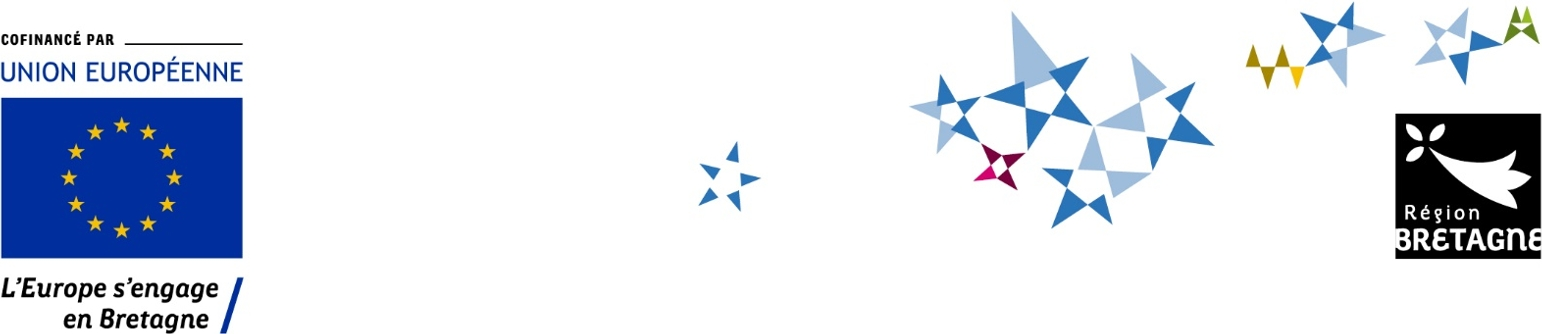 COFINANCÉ PAR
UNION EUROPÉENNE
L'Europe s'engage
en Bretagne
Région
BRETAGNE